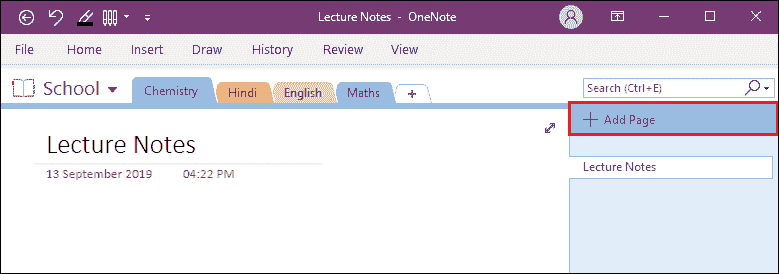 Lecture Notes - OneNote
File Home Insert Draw History Review View
School Chemistry Hindi English Maths + Search (Ctrl+E)
Add Page
Lecture Notes
Lecture Notes
13 September 2019 04:22 PM